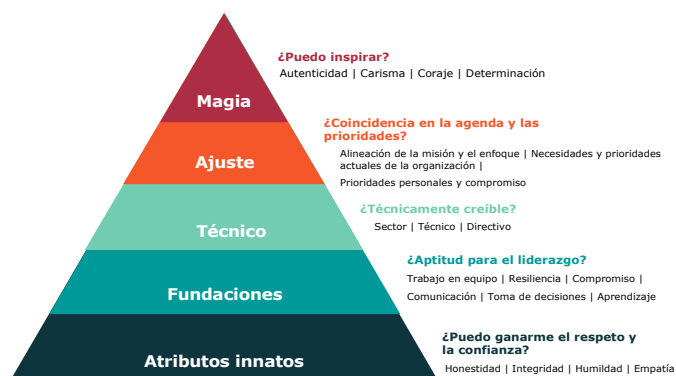 ¿Puedo inspirar?
Autenticidad | Carisma | Coraje | Determinación
Magia
¿Coincidencia en la agenda y las
prioridades?
Alineación de la misión y el enfoque | Necesidades y prioridades
actuales de la organización |
Prioridades personales y compromiso
Ajuste
¿Técnicamente creíble?
Sector | Técnico | Directivo
Técnico
¿Aptitud para el liderazgo?
Trabajo en equipo | Resiliencia | Compromiso |
Comunicación | Toma de decisiones | Aprendizaje
Fundaciones
¿Puedo ganarme el respeto y
la confianza?
Honestidad | Integridad | Humildad | Empatía
Atributos innatos